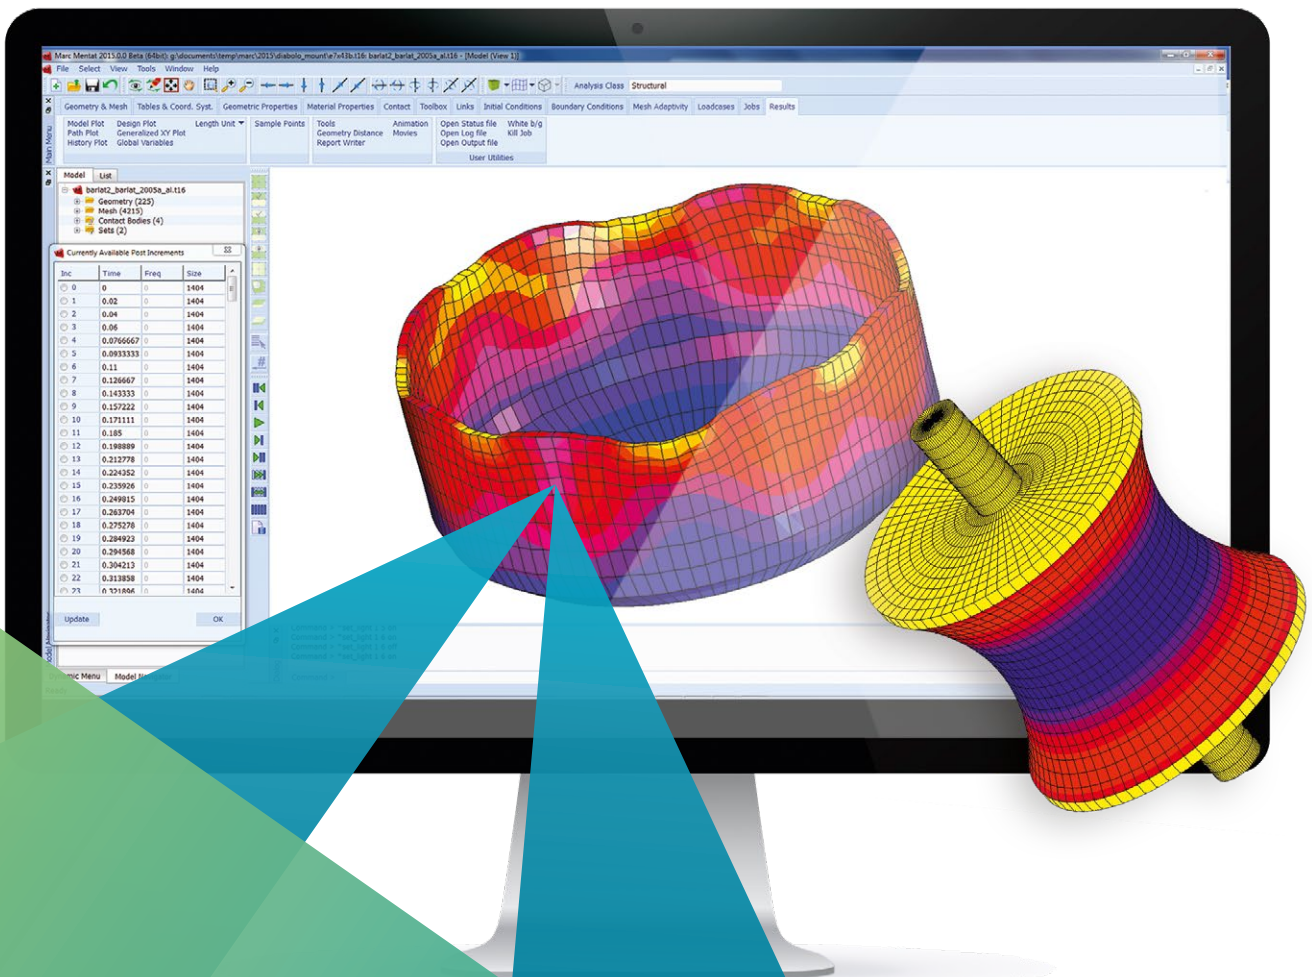 Marc Mentat 2015.0.0 Beta (64bit): g:\documents\temp\marc\2015\diabolo_mount\e7x43b.t16: barlat2_barlat_2005a_al.t16 - [Model (View 1)]
File Select View Tools Window Help
Analysis Class Structural
Geometry & Mesh Tables & Coord. Syst. Geometric Properties Material Properties Contact Toolbox Links Initial Conditions Boundary Conditions Mesh Adaptivity Loadcases Jobs Results
Main Menu
Model Plot Design Plot Length Unit Sample Points Tools Animation Open Status file White b/g
Path Plot Generalized XY Plot Geometry Distance Movies Open Log file Kill Job
History Plot Global Variables Report Writer Open Output file
User Utilities
Model List
barlat2_barlat_2005a_al.t16
Geometry (225)
Mesh (4215)
Contact Bodies (4)
Sets (2)
Currently Available Post Increments
Inc Time Freq Size
0 0 0 1404
1 0.02 0 1404
2 0.04 0 1404
3 0.06 0 1404
4 0.0766667 0 1404
5 0.0933333 0 1404
6 0.11 0 1404
7 0.126667 0 1404
8 0.143333 0 1404
9 0.157222 0 1404
10 0.171111 0 1404
11 0.185 0 1404
12 0.198889 0 1404
13 0.212778 0 1404
14 0.224352 0 1404
15 0.235926 0 1404
16 0.249815 0 1404
17 0.263704 0 1404
18 0.275278 0 1404
19 0.284923 0 1404
20 0.294568 0 1404
21 0.304213 0 1404
22 0.313858 0 1404
23 0.321896 0 1404
Update OK
Menu Model